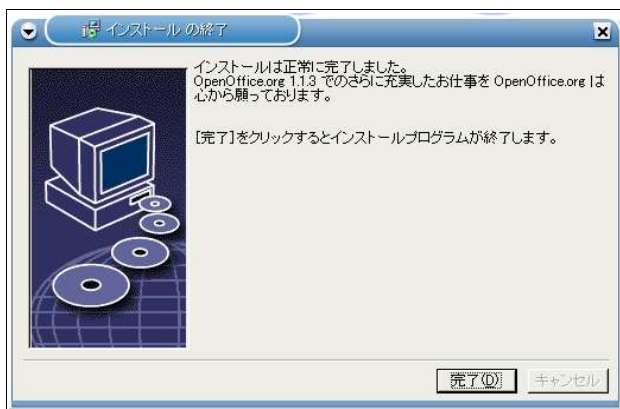 インストール の終了
インストールは正常に完了しました。
OpenOffice.org 1.1.3 でのさらに充実したお仕事を OpenOffice.org は
心から願っております。
[完了]をクリックするとインストールプログラムが終了します。
完了(D)
キャンセル